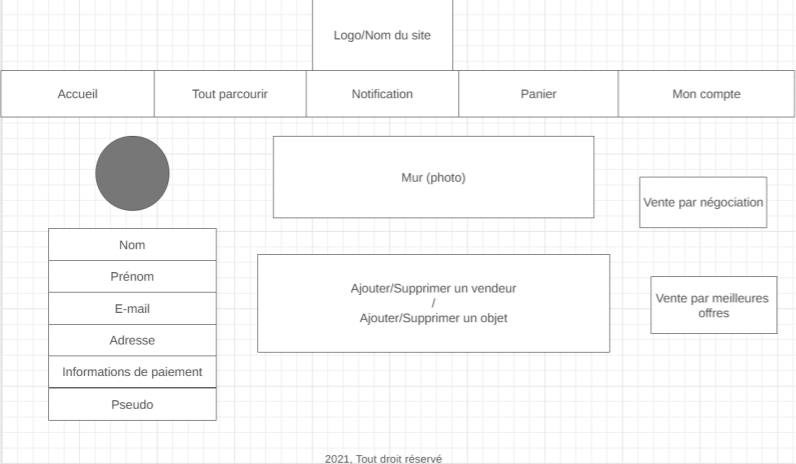 Logo/Nom du site
Accueil
Tout parcourir
Notification
Panier
Mon compte
Mur (photo)
Vente par négociation
Nom
Prénom
E-mail
Adresse
Informations de paiement
Pseudo
Ajouter/Supprimer un vendeur
/
Ajouter/Supprimer un objet
Vente par meilleures
offres
2021, Tout droit réservé